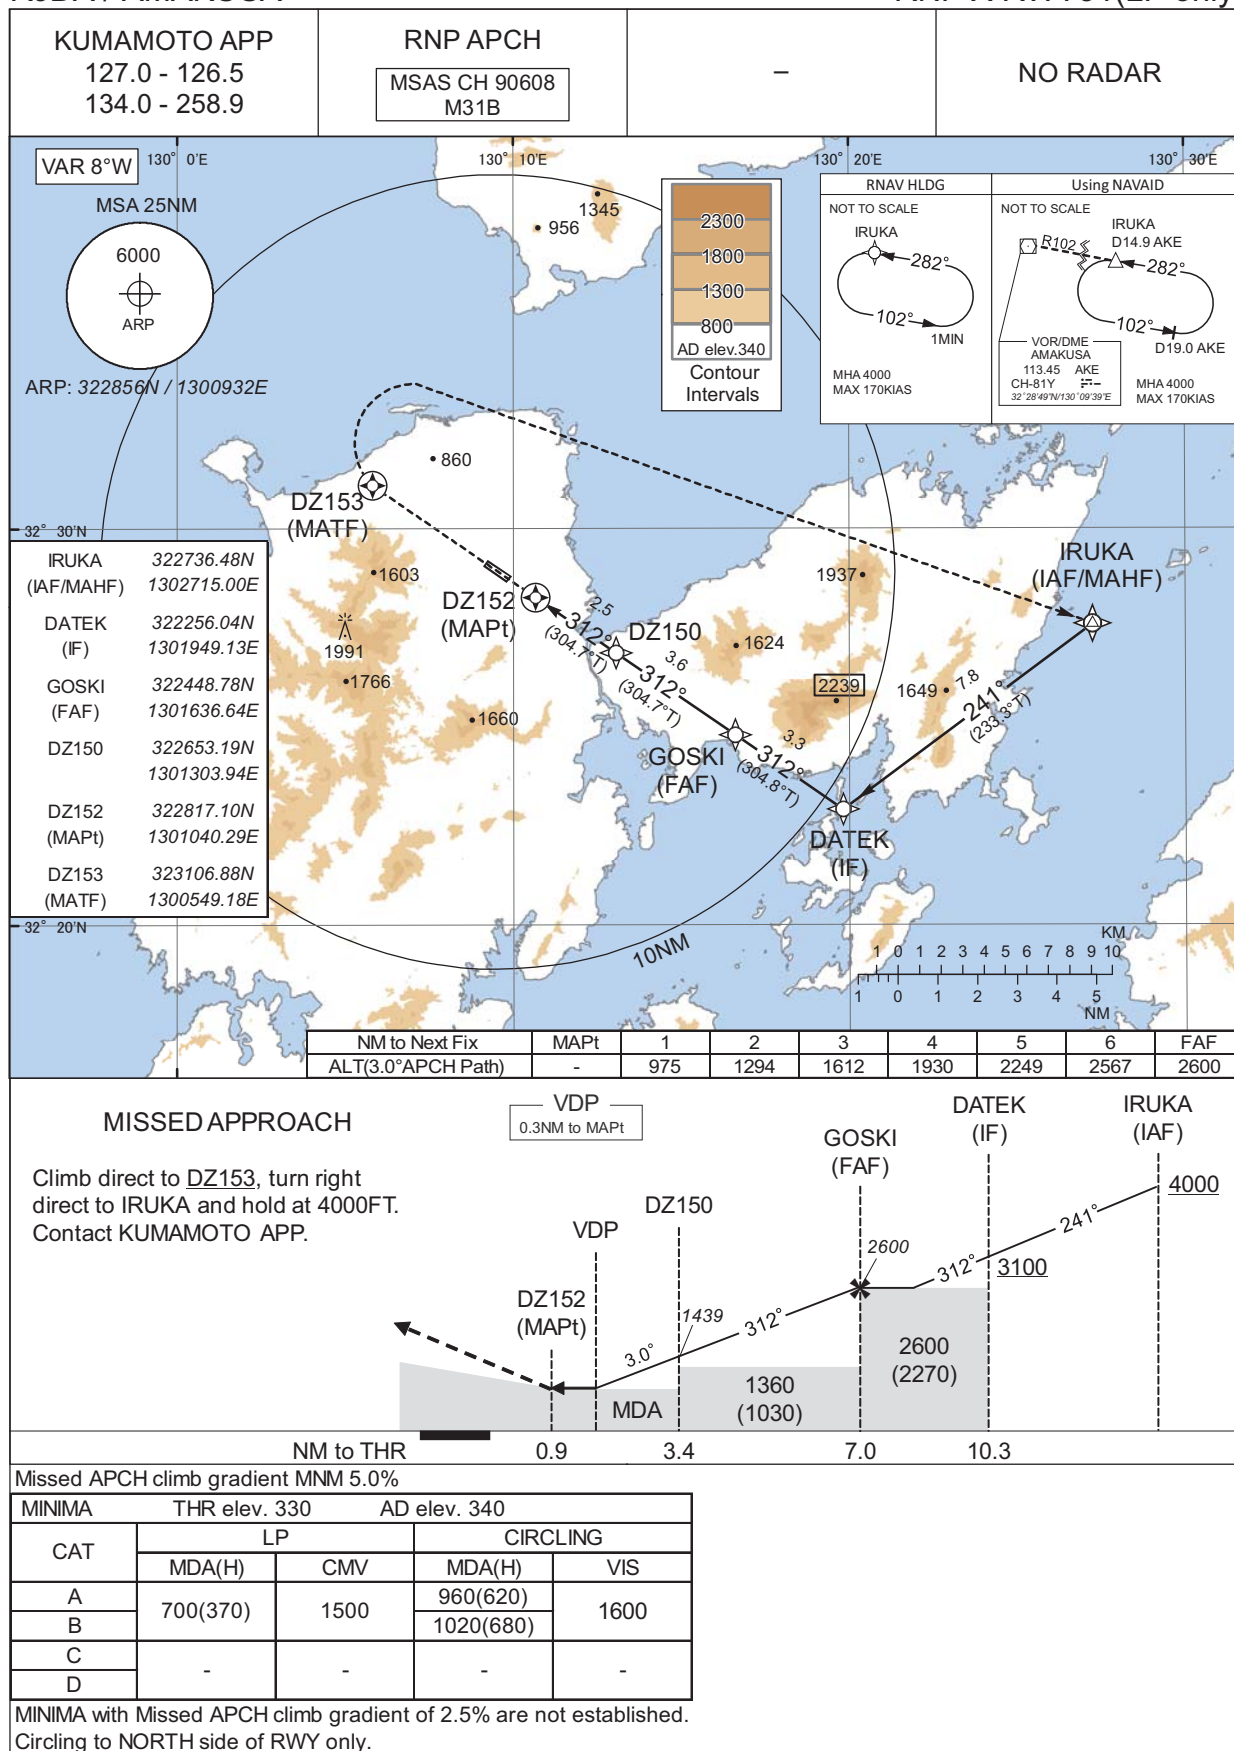 KUMAMOTO APP
127.0 - 126.5
134.0 - 258.9
RNP APCH
MSAS CH 90608
M31B
–
NO RADAR
VAR 8°W
130° 0'E
130° 10'E
130° 20'E
130° 30'E
MSA 25NM
6000
ARP
ARP: 322856N / 1300932E
1345
956
2300
1800
1300
800
AD elev.340
Contour
Intervals
RNAV HLDG
NOT TO SCALE
IRUKA
282°
102°
1MIN
MHA 4000
MAX 170KIAS
Using NAVAID
NOT TO SCALE
IRUKA
D14.9 AKE
R102
282°
102°
D19.0 AKE
VOR/DME
AMAKUSA
113.45 AKE
CH-81Y
32°28'49"N/130°09'39"E
MHA 4000
MAX 170KIAS
860
DZ153
(MATF)
32° 30'N
IRUKA 322736.48N
(IAF/MAHF) 1302715.00E
DATEK 322256.04N
(IF) 1301949.13E
GOSKI 322448.78N
(FAF) 1301636.64E
DZ150 322653.19N
1301303.94E
DZ152 322817.10N
(MAPt) 1301040.29E
DZ153 323106.88N
(MATF) 1300549.18E
1603
1991
1766
1660
DZ152
(MAPt)
2.5
312°
(304.7°T)
DZ150
3.6
312°
(304.7°T)
1624
1937
2239
1649
IRUKA
(IAF/MAHF)
7.8
241°
(233.3°T)
GOSKI
(FAF)
3.3
312°
(304.8°T)
DATEK
(IF)
32° 20'N
10NM
KM
1 0 1 2 3 4 5 6 7 8 9 10
1 0 1 2 3 4 5
NM
NM to Next Fix MAPt 1 2 3 4 5 6 FAF
ALT(3.0°APCH Path) - 975 1294 1612 1930 2249 2567 2600
MISSED APPROACH
Climb direct to DZ153, turn right
direct to IRUKA and hold at 4000FT.
Contact KUMAMOTO APP.
VDP
0.3NM to MAPt
DATEK
(IF)
IRUKA
(IAF)
GOSKI
(FAF)
DZ150
VDP
DZ152
(MAPt)
4000
241°
3100
312°
2600
312°
1439
3.0°
2600
(2270)
1360
(1030)
MDA
NM to THR 0.9 3.4 7.0 10.3
Missed APCH climb gradient MNM 5.0%
MINIMA THR elev. 330 AD elev. 340
CAT LP CIRCLING
MDA(H) CMV MDA(H) VIS
A 700(370) 1500 960(620) 1600
B 1020(680)
C - - - -
D
MINIMA with Missed APCH climb gradient of 2.5% are not established.
Circling to NORTH side of RWY only.